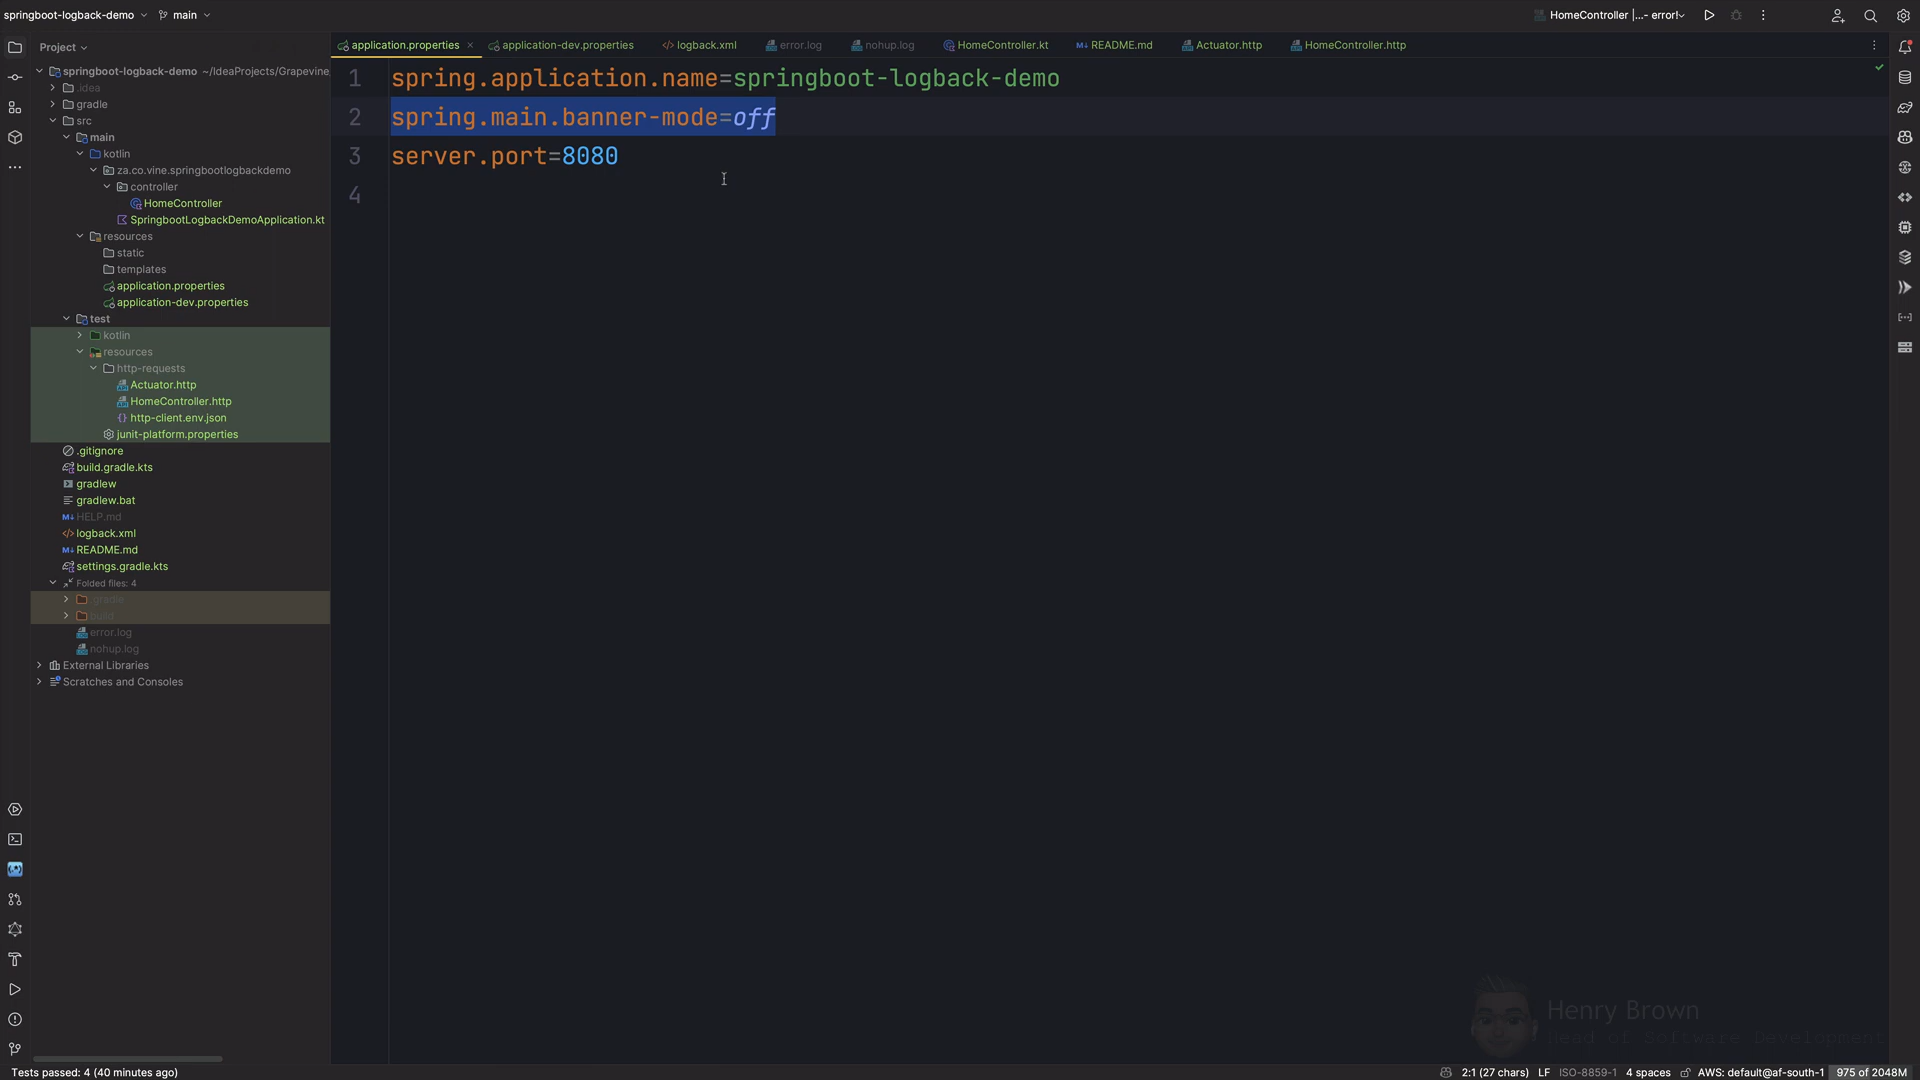 springboot-logback-demo
main
HomeController |...- error!
Project
application.properties
application-dev.properties
logback.xml
error.log
nohup.log
HomeController.kt
README.md
Actuator.http
HomeController.http
springboot-logback-demo ~/IdeaProjects/Grapevine
.idea
gradle
src
main
kotlin
za.co.vine.springbootlogbackdemo
controller
HomeController
SpringbootLogbackDemoApplication.kt
resources
static
templates
application.properties
application-dev.properties
test
kotlin
resources
http-requests
Actuator.http
HomeController.http
http-client.env.json
junit-platform.properties
.gitignore
build.gradle.kts
gradlew
gradlew.bat
HELP.md
logback.xml
README.md
settings.gradle.kts
Folded files: 4
.gradle
build
error.log
nohup.log
External Libraries
Scratches and Consoles
1 spring.application.name=springboot-logback-demo
2 spring.main.banner-mode=off
3 server.port=8080
4
Henry Brown
Head of Software Development
Tests passed: 4 (40 minutes ago)
2:1 (27 chars) LF ISO-8859-1 4 spaces AWS: default@af-south-1 975 of 2048M